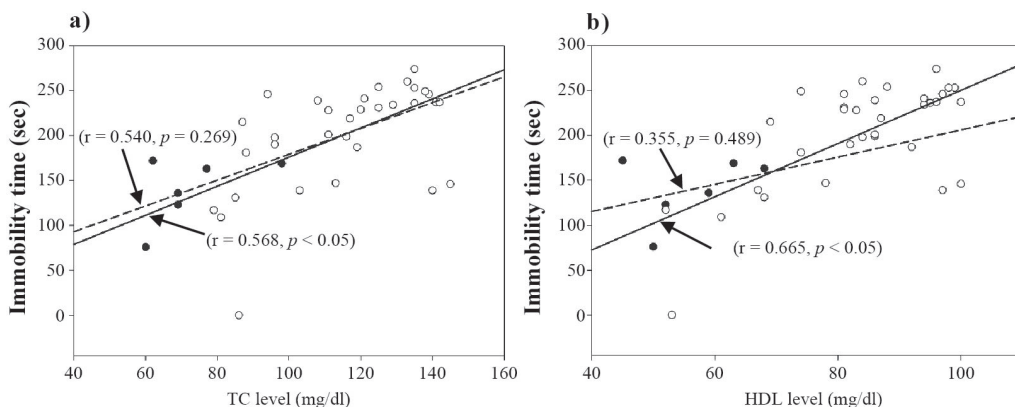 a)
Immobility time (sec)
300
250
200
150
100
50
0
(r = 0.540, p = 0.269)
(r = 0.568, p < 0.05)
40 60 80 100 120 140 160
TC level (mg/dl)
b)
Immobility time (sec)
300
250
200
150
100
50
0
(r = 0.355, p = 0.489)
(r = 0.665, p < 0.05)
40 60 80 100
HDL level (mg/dl)